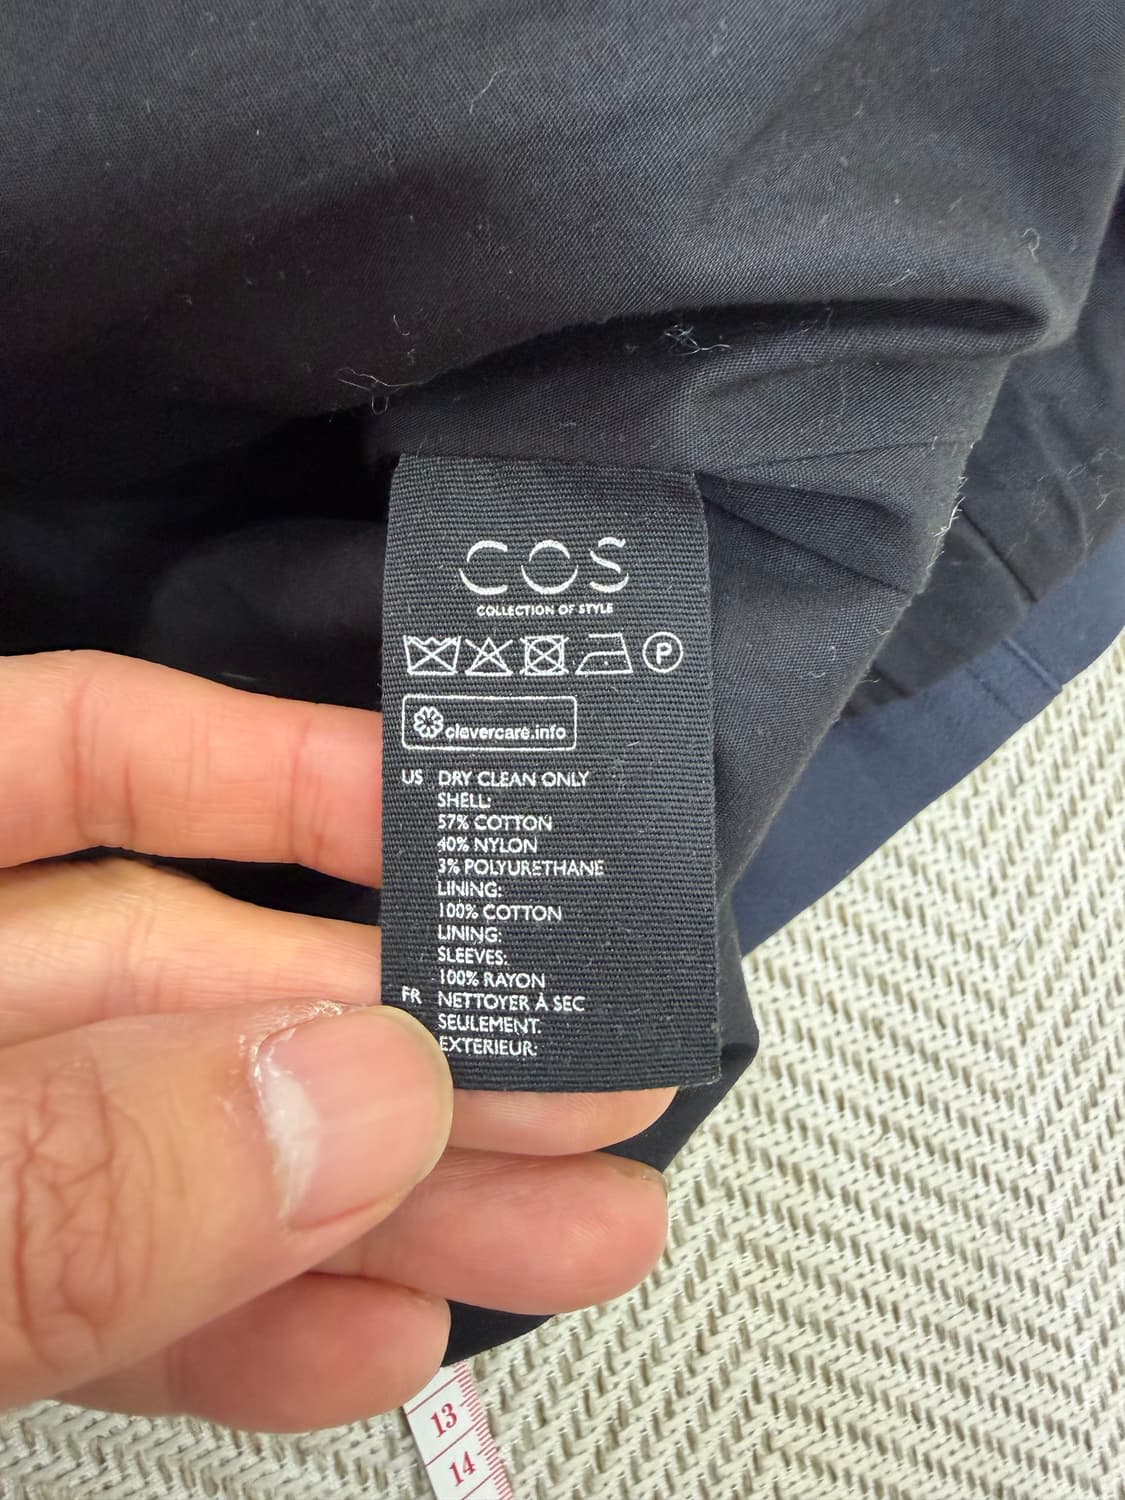 COS
COLLECTION OF STYLE
P
clevercare.info
US DRY CLEAN ONLY
SHELL:
57% COTTON
40% NYLON
3% POLYURETHANE
LINING:
100% COTTON
LINING:
SLEEVES:
100% RAYON
FR NETTOYER À SEC
SEULEMENT.
EXTERIEUR:
13
14